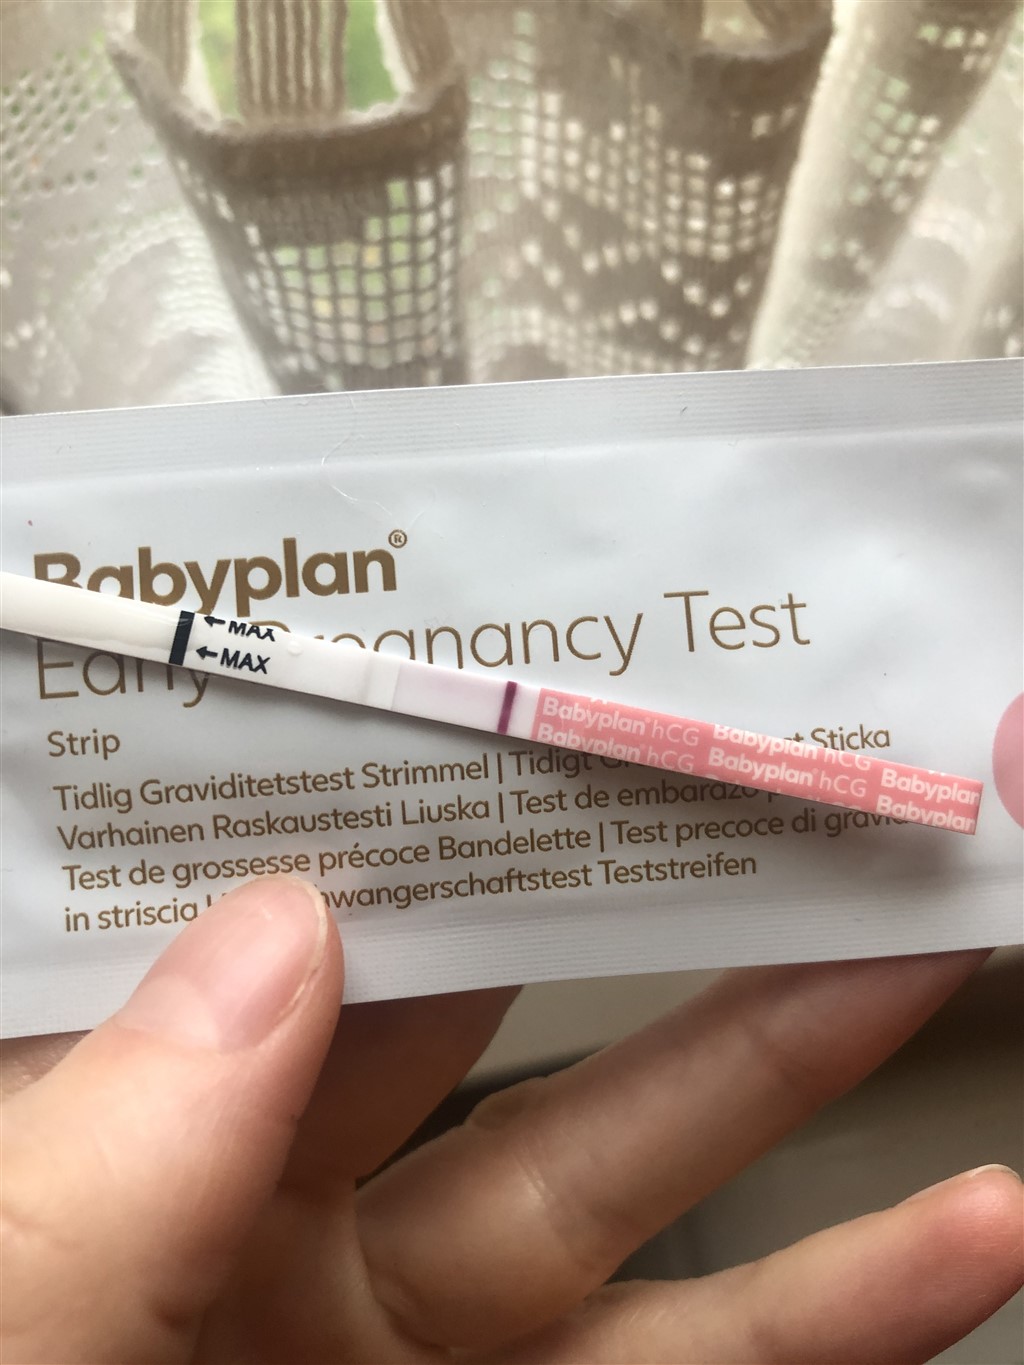 Babyplan®
Early Pregnancy Test
Strip
Tidlig Graviditetstest Strimmel | Tidigt Sticka
Varhainen Raskaustesti Liuska | Test de embarazo
Test de grossesse précoce Bandelette | Test precoce di gravid
in striscia Schwangerschaftstest Teststreifen
←MAX
←MAX
Babyplan® hCG Babyplan® hCG
Babyplan® hCG Babyplan® hCG Babyplan
Babyplan